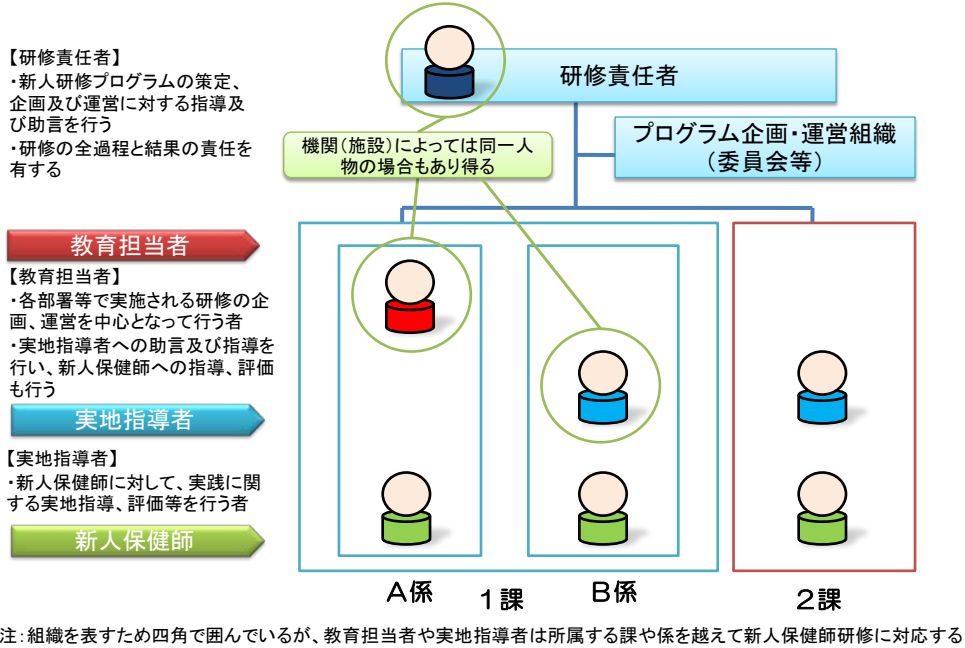 【研修責任者】
・新人研修プログラムの策定、
企画及び運営に対する指導及
び助言を行う
・研修の全過程と結果の責任を
有する
研修責任者
プログラム企画・運営組織
（委員会等）
機関（施設）によっては同一人
物の場合もあり得る
教育担当者
【教育担当者】
・各部署等で実施される研修の企
画、運営を中心となって行う者
・実地指導者への助言及び指導を
行い、新人保健師への指導、評価
も行う
実地指導者
【実地指導者】
・新人保健師に対して、実践に関
する実地指導、評価等を行う者
新人保健師
A係
1課
B係
2課
注：組織を表すため四角で囲んでいるが、教育担当者や実地指導者は所属する課や係を越えて新人保健師研修に対応する